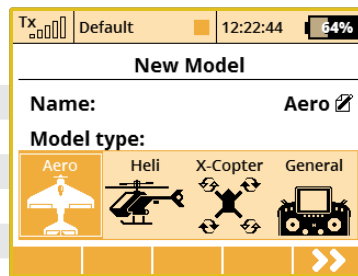 Tx Default 12:22:44 64%
New Model
Name: Aero
Model type:
Aero Heli X-Copter General